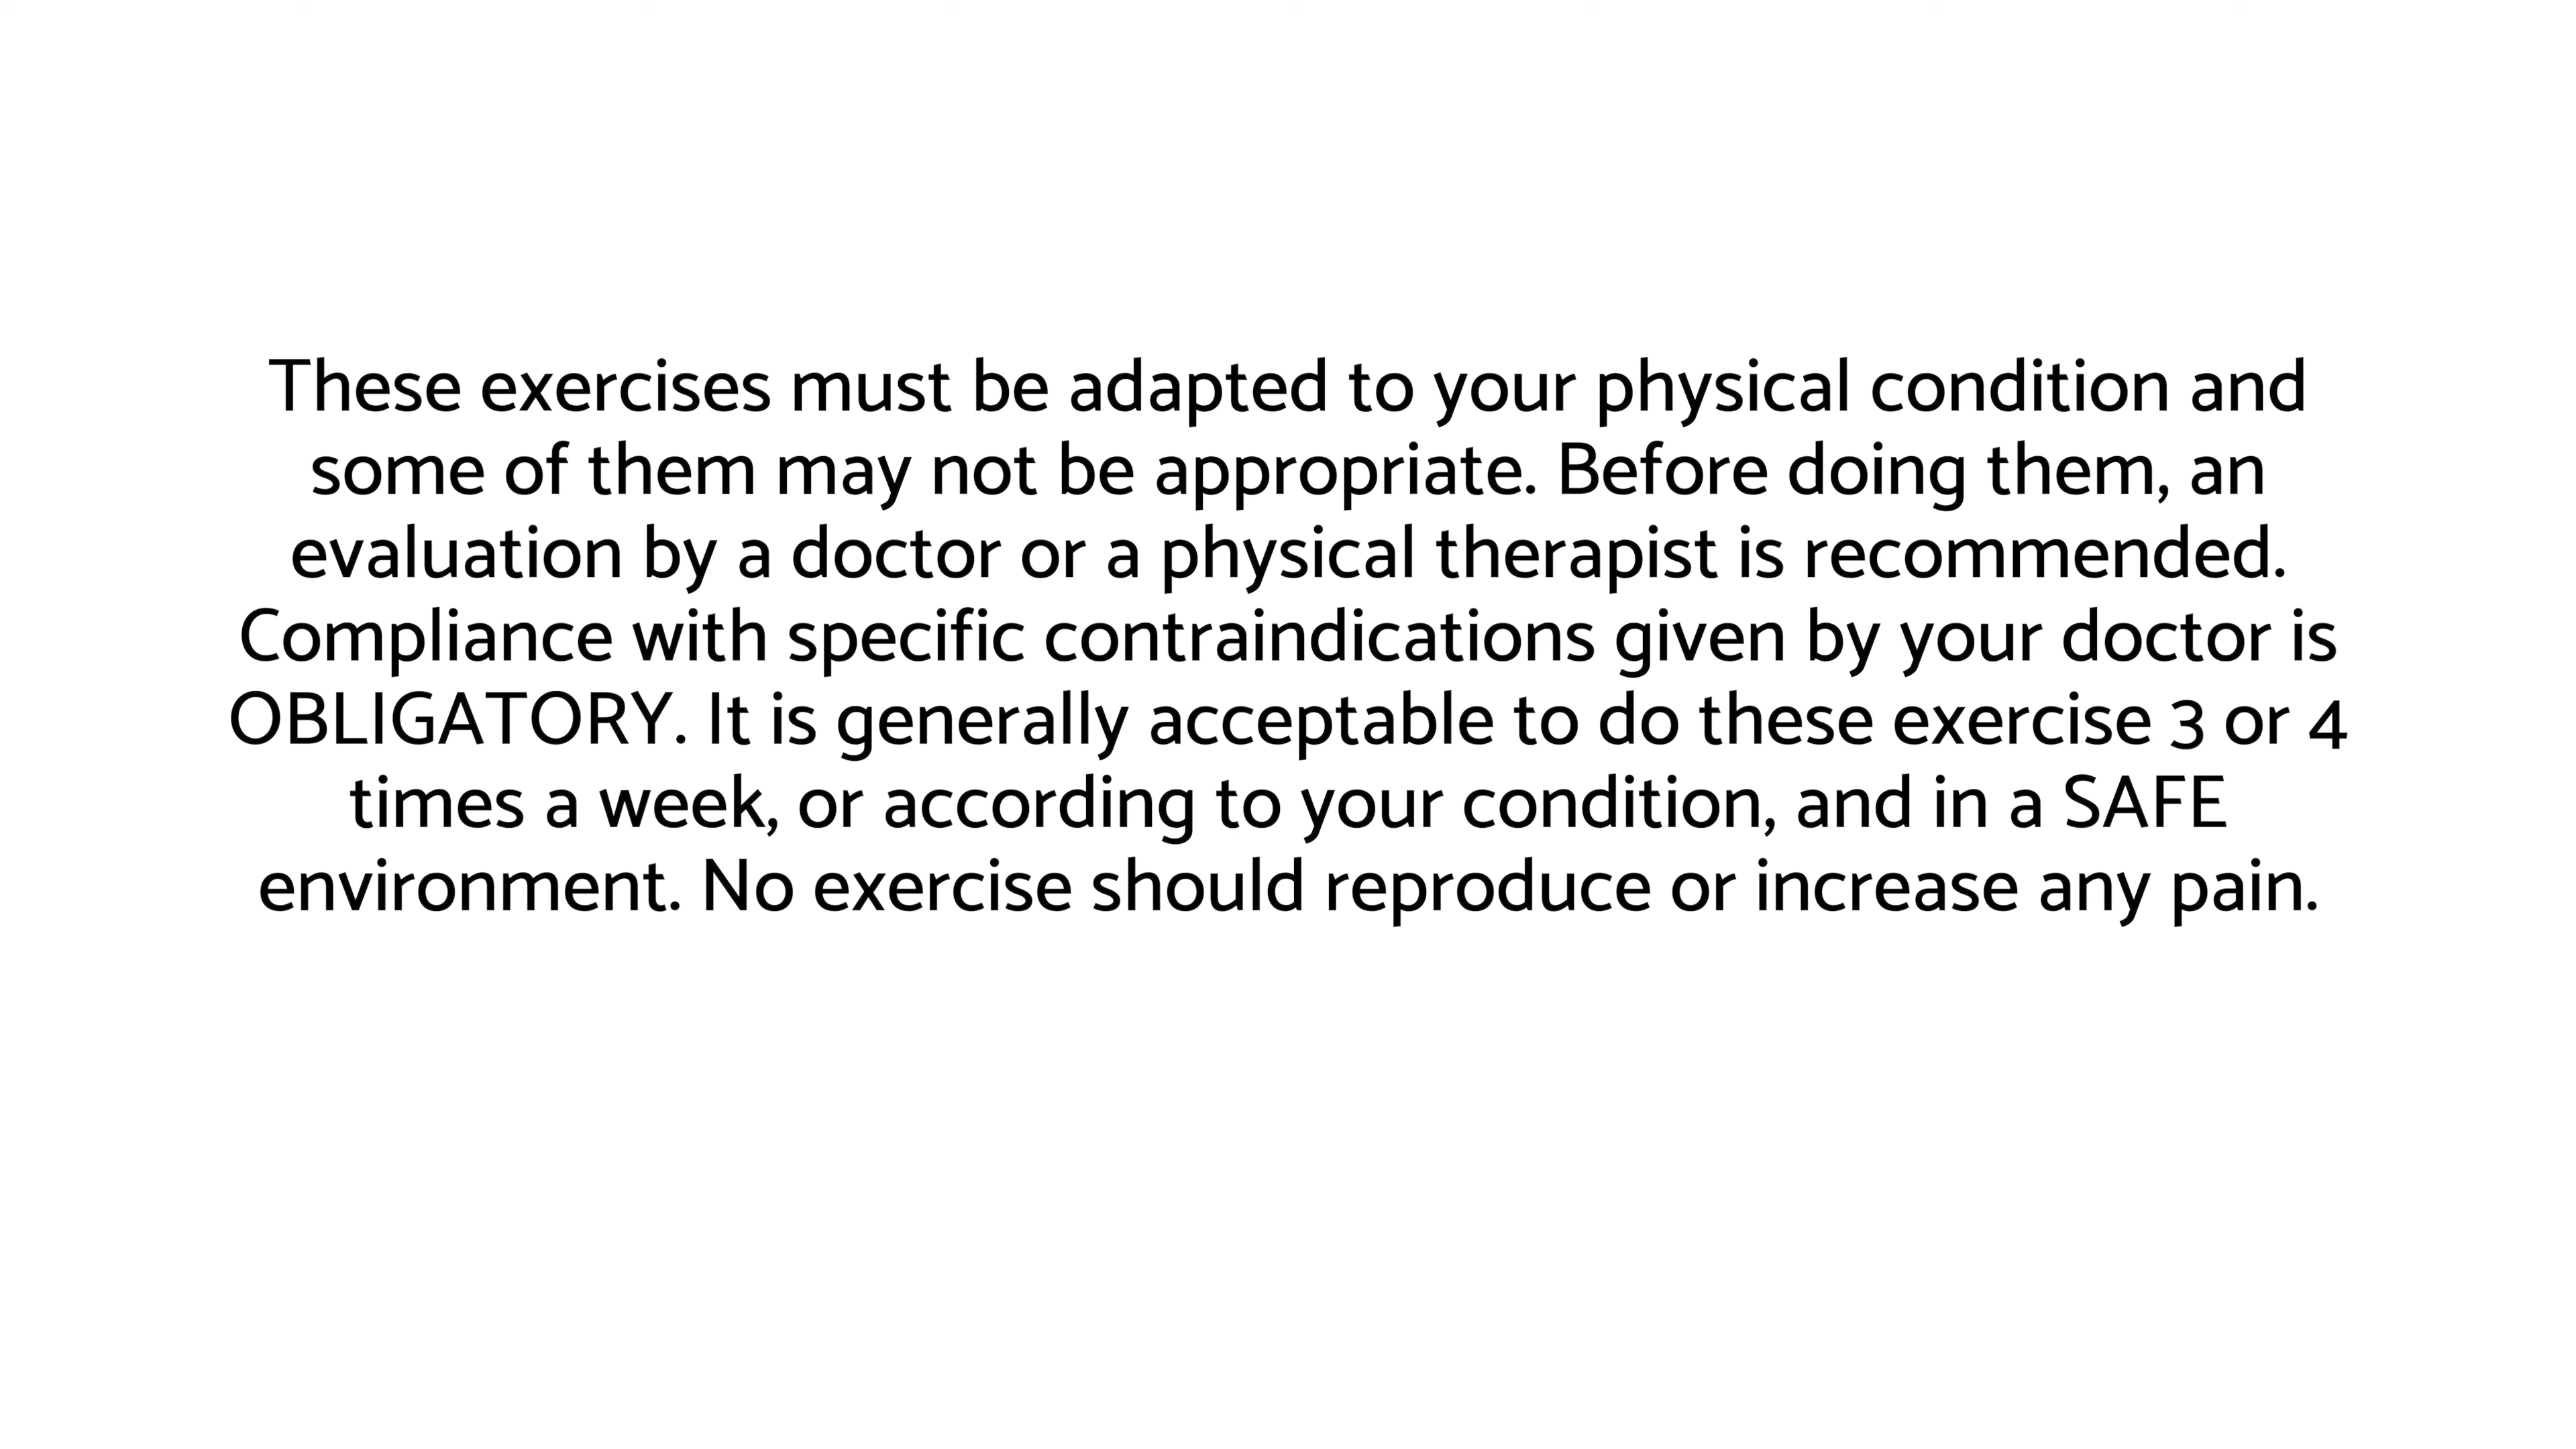 These exercises must be adapted to your physical condition and
some of them may not be appropriate. Before doing them, an
evaluation by a doctor or a physical therapist is recommended.
Compliance with specific contraindications given by your doctor is
OBLIGATORY. It is generally acceptable to do these exercise 3 or 4
times a week, or according to your condition, and in a SAFE
environment. No exercise should reproduce or increase any pain.